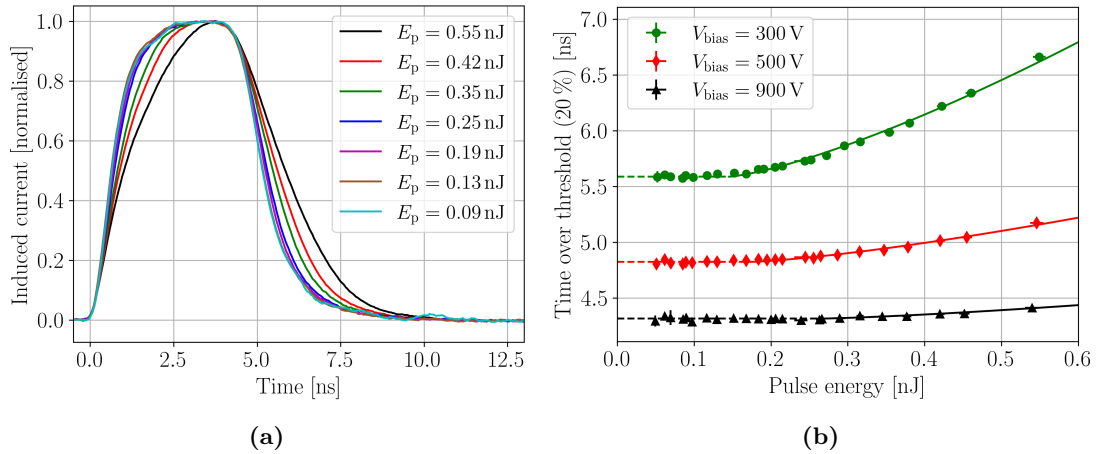 1.0
0.8
0.6
0.4
0.2
0.0
Induced current [normalised]
0.0 2.5 5.0 7.5 10.0 12.5
Time [ns]
E_p = 0.55 nJ
E_p = 0.42 nJ
E_p = 0.35 nJ
E_p = 0.25 nJ
E_p = 0.19 nJ
E_p = 0.13 nJ
E_p = 0.09 nJ
(a)
7.0
6.5
6.0
5.5
5.0
4.5
Time over threshold (20 %) [ns]
0.0 0.1 0.2 0.3 0.4 0.5 0.6
Pulse energy [nJ]
V_bias = 300 V
V_bias = 500 V
V_bias = 900 V
(b)